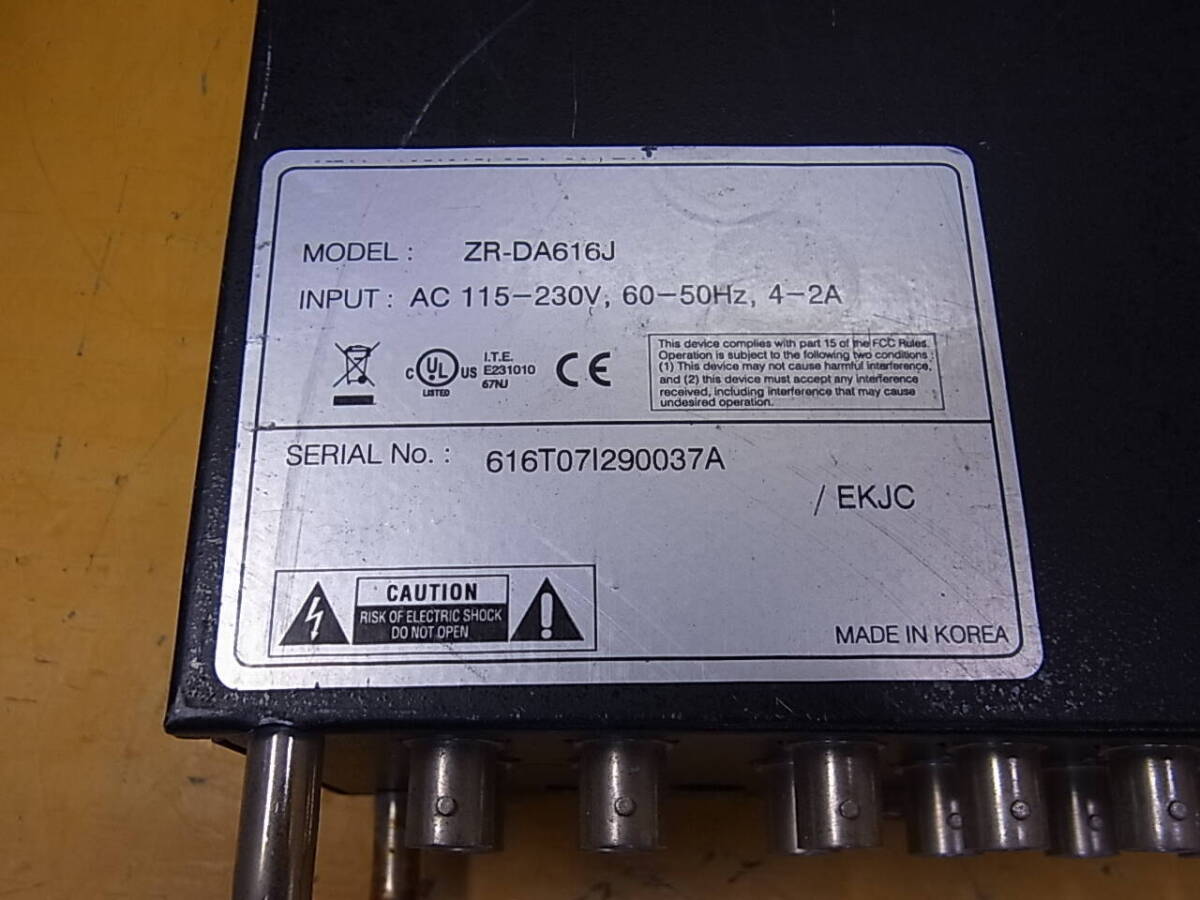 MODEL : ZR-DA616J
INPUT : AC 115-230V, 60-50Hz, 4-2A
C UL US
LISTED
I.T.E.
E231010
67NJ
CE
This device complies with part 15 of the FCC Rules.
Operation is subject to the following two conditions :
(1) This device may not cause harmful interference,
and (2) this device must accept any interference
received, including interference that may cause
undesired operation.
SERIAL No. : 616T07I290037A
/ EKJC
CAUTION
RISK OF ELECTRIC SHOCK
DO NOT OPEN
MADE IN KOREA